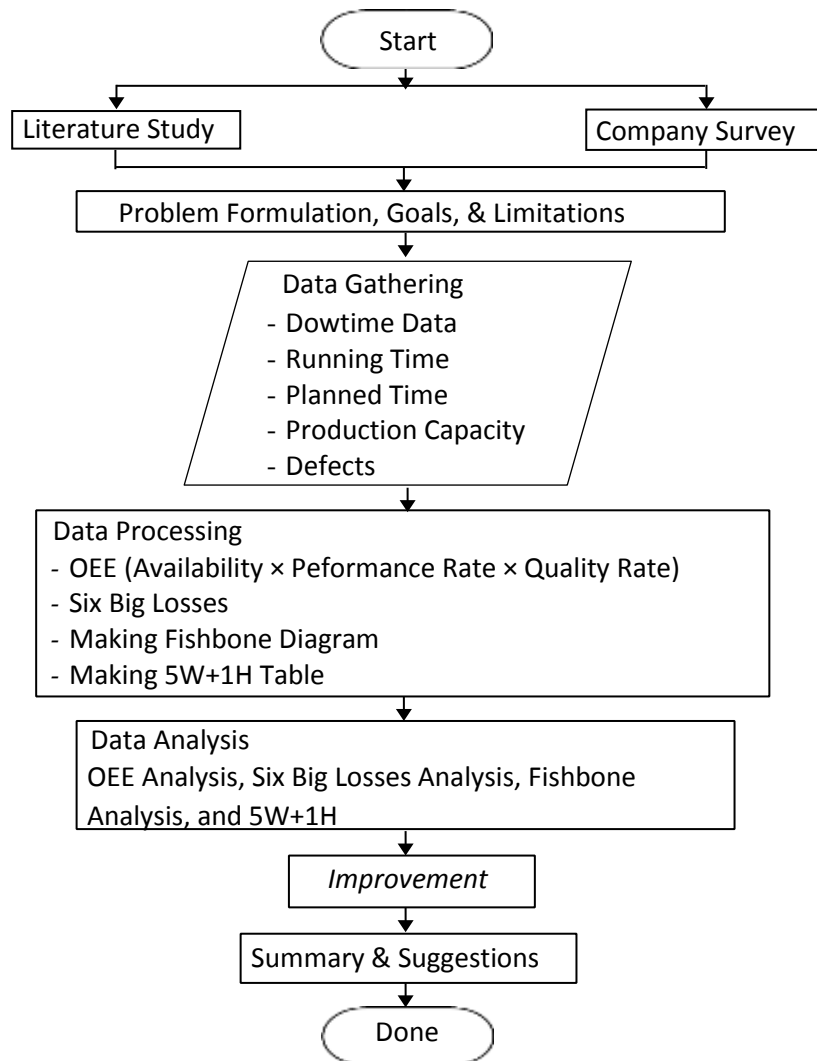 Start
Literature Study
Company Survey
Problem Formulation, Goals, & Limitations
Data Gathering
- Dowtime Data
- Running Time
- Planned Time
- Production Capacity
- Defects
Data Processing
- OEE (Availability × Peformance Rate × Quality Rate)
- Six Big Losses
- Making Fishbone Diagram
- Making 5W+1H Table
Data Analysis
OEE Analysis, Six Big Losses Analysis, Fishbone
Analysis, and 5W+1H
Improvement
Summary & Suggestions
Done